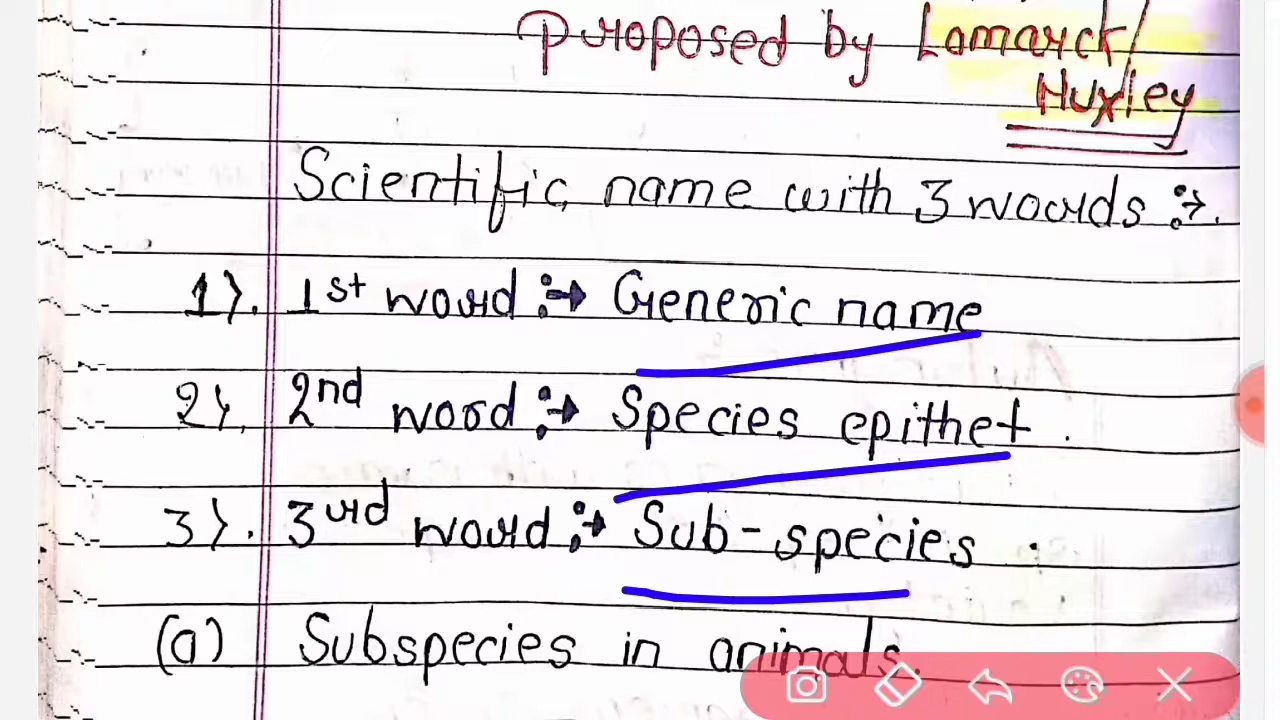 Proposed by Lamarck/
Huxley
Scientific name with 3 words :→.
1). 1st word :→ Generic name
2). 2nd word :→ Species epithet.
3). 3rd word :→ Sub-species.
(a) Subspecies in animals.